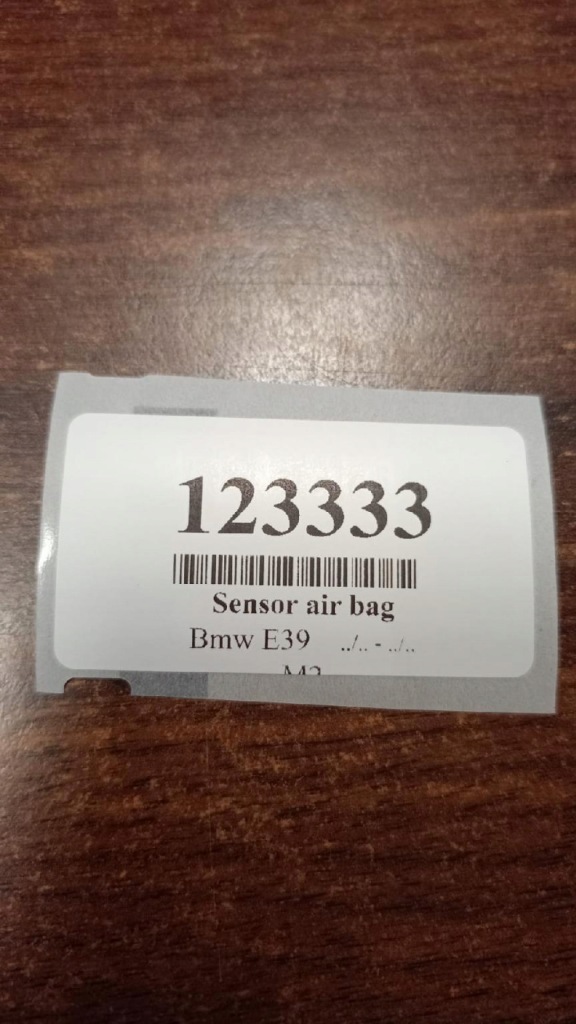 123333
Sensor air bag
Bmw E39 ../.. - ../..